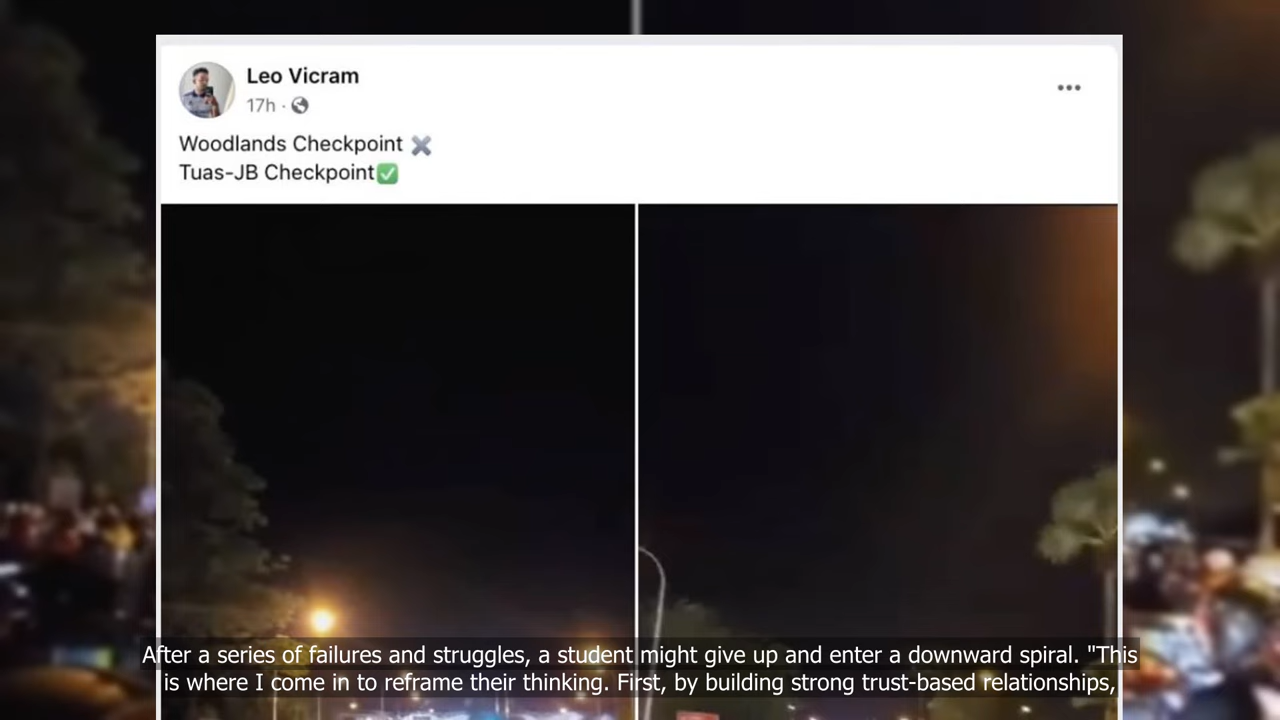 Leo Vicram
17h ·
Woodlands Checkpoint ✖️
Tuas-JB Checkpoint✅
After a series of failures and struggles, a student might give up and enter a downward spiral. "This
is where I come in to reframe their thinking. First, by building strong trust-based relationships,